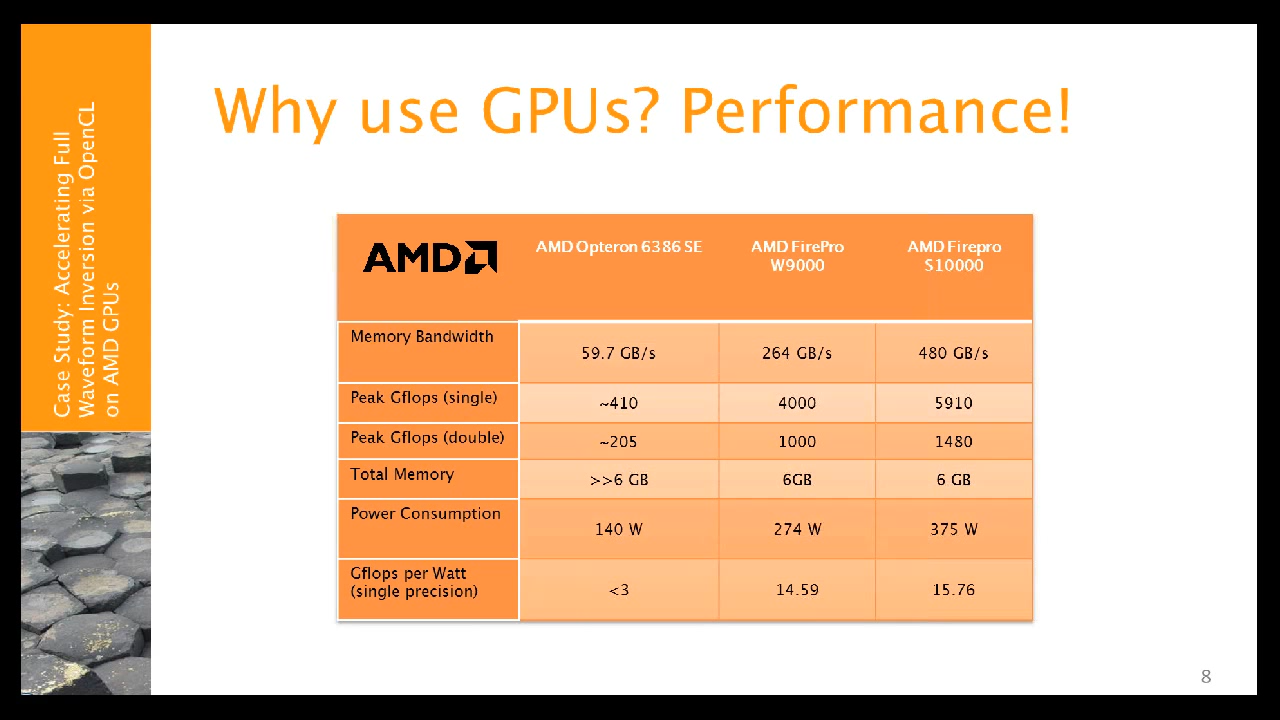 Why use GPUs? Performance!
Case Study: Accelerating Full
Waveform Inversion via OpenCL
on AMD GPUs
AMD
AMD Opteron 6386 SE
AMD FirePro
W9000
AMD Firepro
S10000
Memory Bandwidth
59.7 GB/s
264 GB/s
480 GB/s
Peak Gflops (single)
~410
4000
5910
Peak Gflops (double)
~205
1000
1480
Total Memory
>>6 GB
6GB
6 GB
Power Consumption
140 W
274 W
375 W
Gflops per Watt
(single precision)
<3
14.59
15.76
8